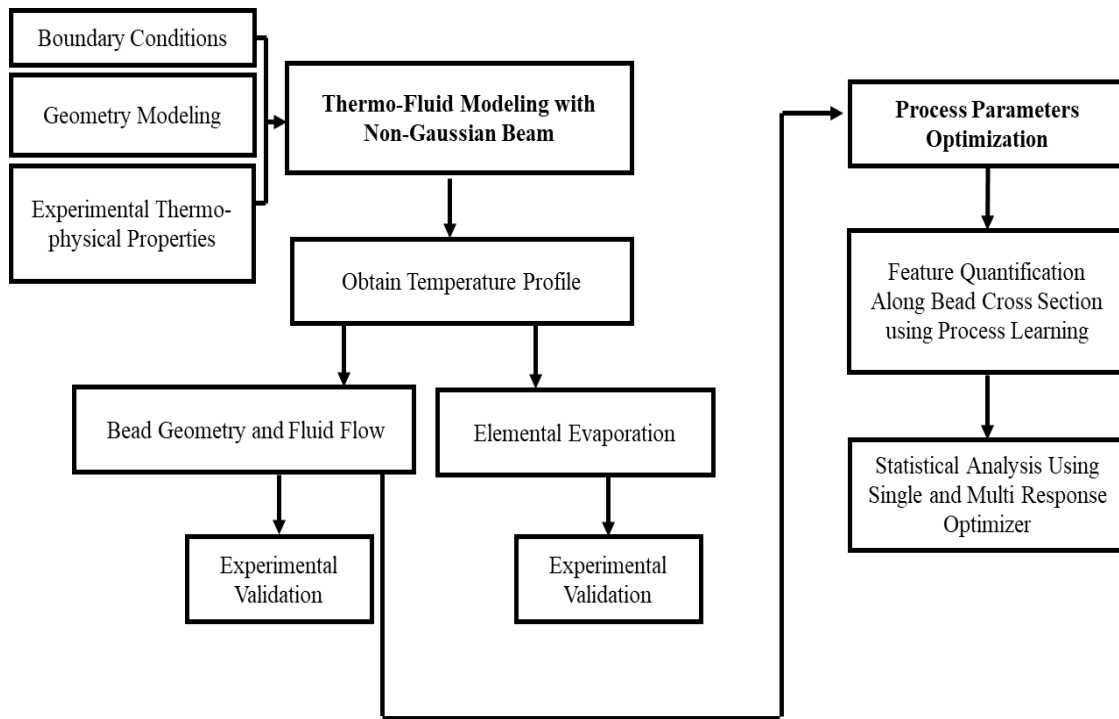 Boundary Conditions
Geometry Modeling
Experimental Thermo-
physical Properties
Thermo-Fluid Modeling with
Non-Gaussian Beam
Obtain Temperature Profile
Bead Geometry and Fluid Flow
Elemental Evaporation
Experimental
Validation
Experimental
Validation
Process Parameters
Optimization
Feature Quantification
Along Bead Cross Section
using Process Learning
Statistical Analysis Using
Single and Multi Response
Optimizer